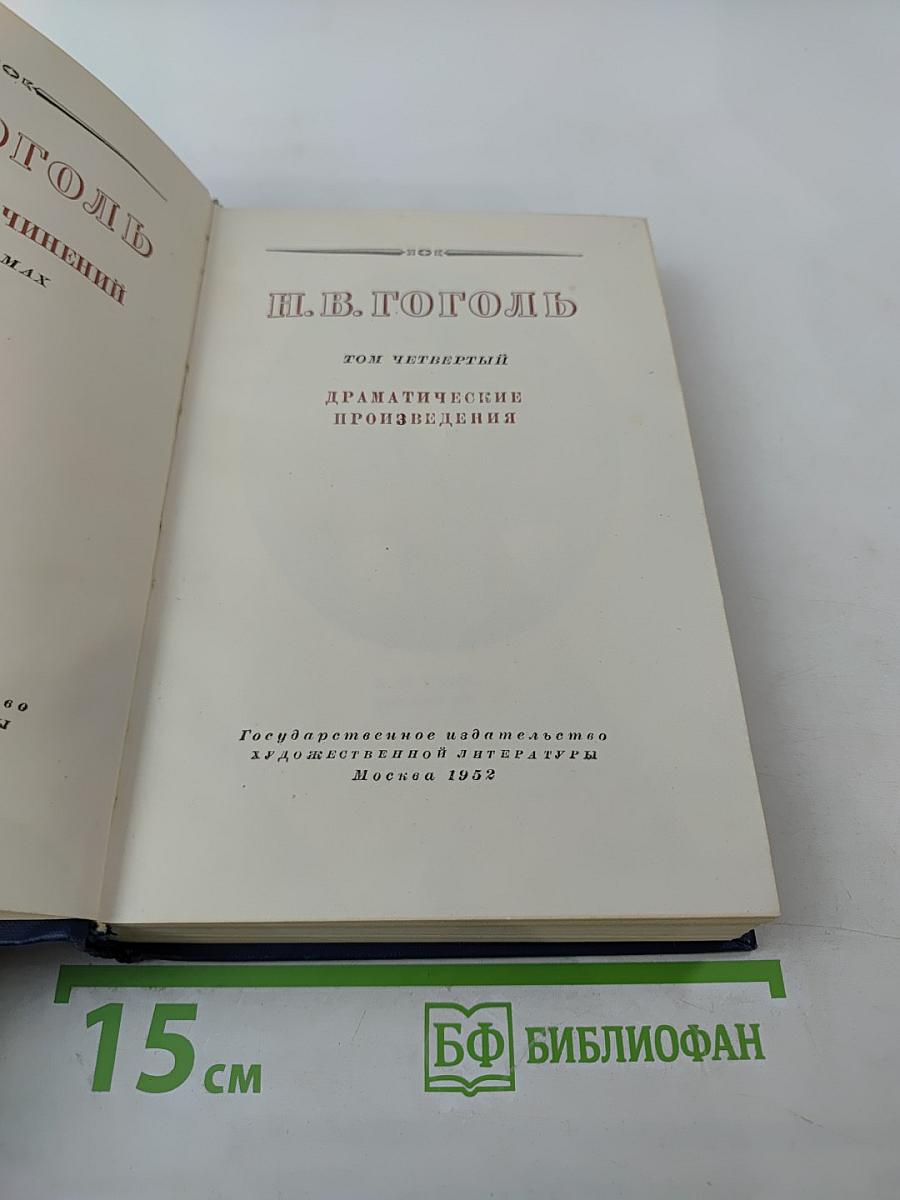 ГОГОЛЬ
ЧИНЕНИЙ
МАХ
Н. В. ГОГОЛЬ
ТОМ ЧЕТВЕРТЫЙ
ДРАМАТИЧЕСКИЕ
ПРОИЗВЕДЕНИЯ
Государственное издательство
ХУДОЖЕСТВЕННОЙ ЛИТЕРАТУРЫ
Москва 1952
15 см
БФ БИБЛИОФАН